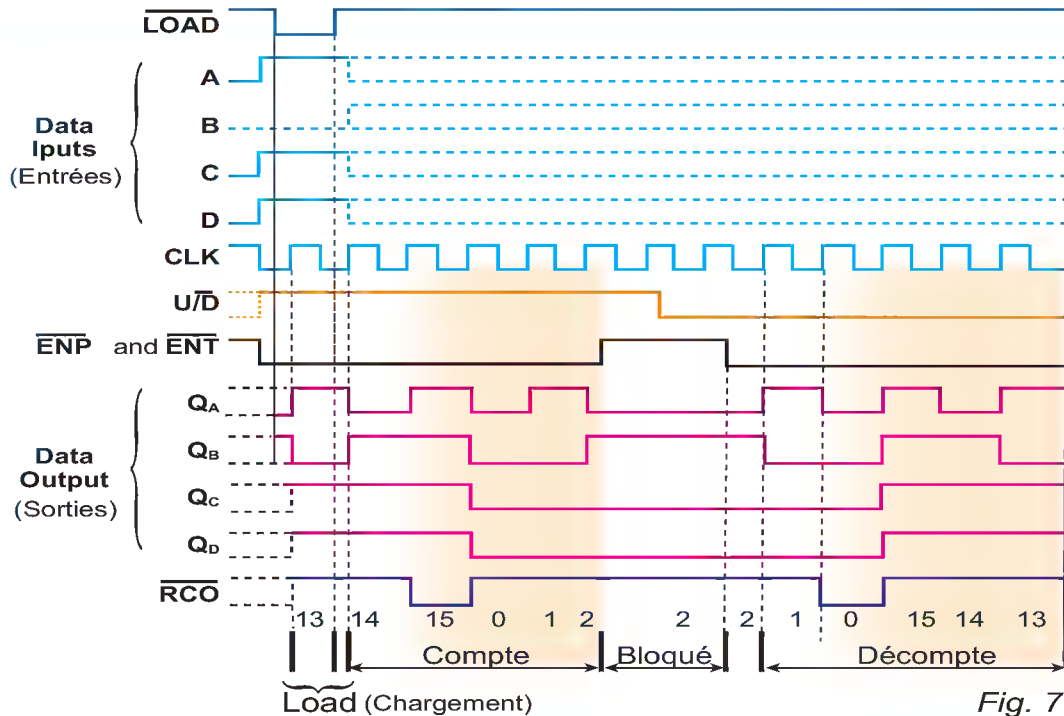 LOAD
A
Data
Iputs
(Entrées)
B
C
D
CLK
U/D
ENP and ENT
QA
Data
Output
(Sorties)
QB
QC
QD
RCO
13 14 15 0 1 2 2 2 1 0 15 14 13
Compte Bloqué Décompte
Load (Chargement)
Fig. 7